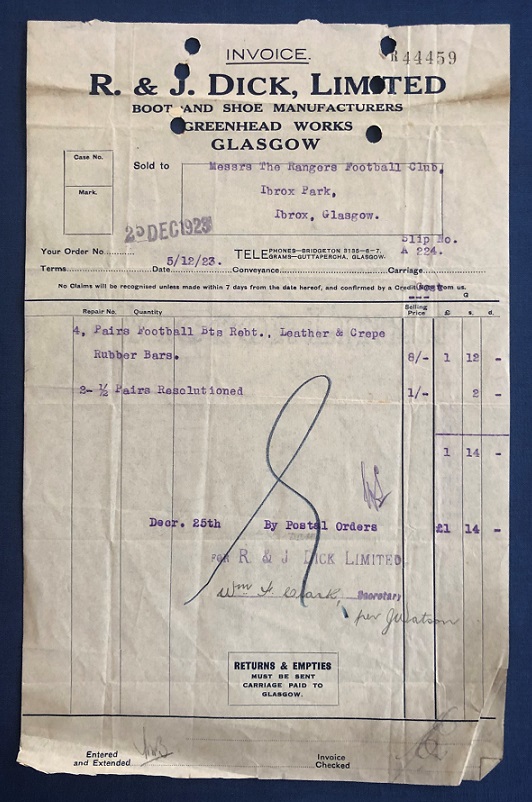 INVOICE.
R44459
R. & J. DICK, LIMITED
BOOT AND SHOE MANUFACTURERS
GREENHEAD WORKS
GLASGOW
Case No.
Mark.
Sold to Messrs The Rangers Football Club,
Ibrox Park,
Ibrox, Glasgow.
25 DEC 1923
Slip No.
A 224.
Your Order No.
TELEPHONES—BRIDGETON 3135-6-7.
TELEGRAMS—GUTTAPERCHA, GLASGOW.
Terms Date 5/12/23. Conveyance Carriage
No Claims will be recognised unless made within 7 days from the date hereof, and confirmed by a Credit from us.
G
Repair No. Quantity Selling Price £ s. d.
4, Pairs Football Bts Rebt., Leather & Crepe
Rubber Bars. 8/- 1 12 -
2- ½ Pairs Resolutioned 1/- 2 -
1 14 -
Decr. 25th By Postal Orders £1 14 -
FOR R. & J DICK LIMITED
Wm F. Clark, Secretary
per J Watson
RETURNS & EMPTIES
MUST BE SENT
CARRIAGE PAID TO
GLASGOW.
Entered and Extended
Invoice Checked